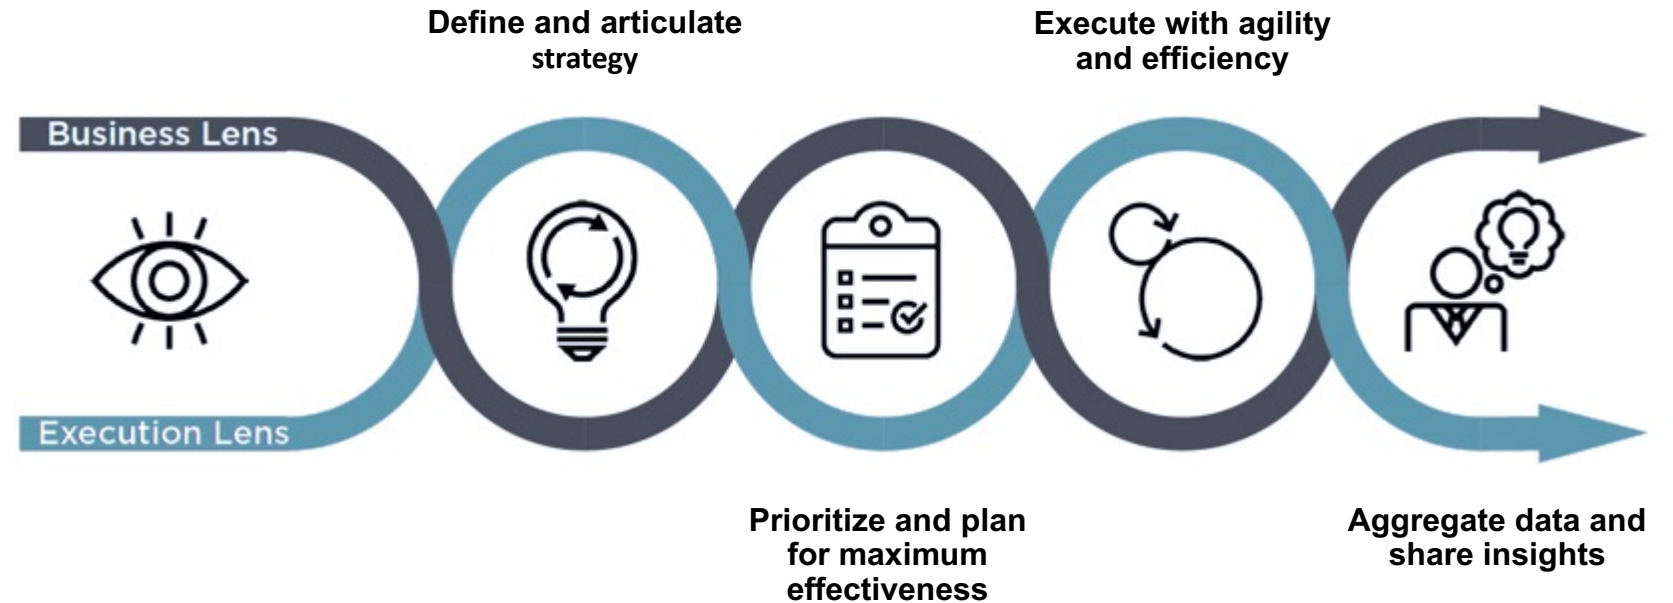 Define and articulate
strategy
Execute with agility
and efficiency
Business Lens
Execution Lens
Prioritize and plan
for maximum
effectiveness
Aggregate data and
share insights